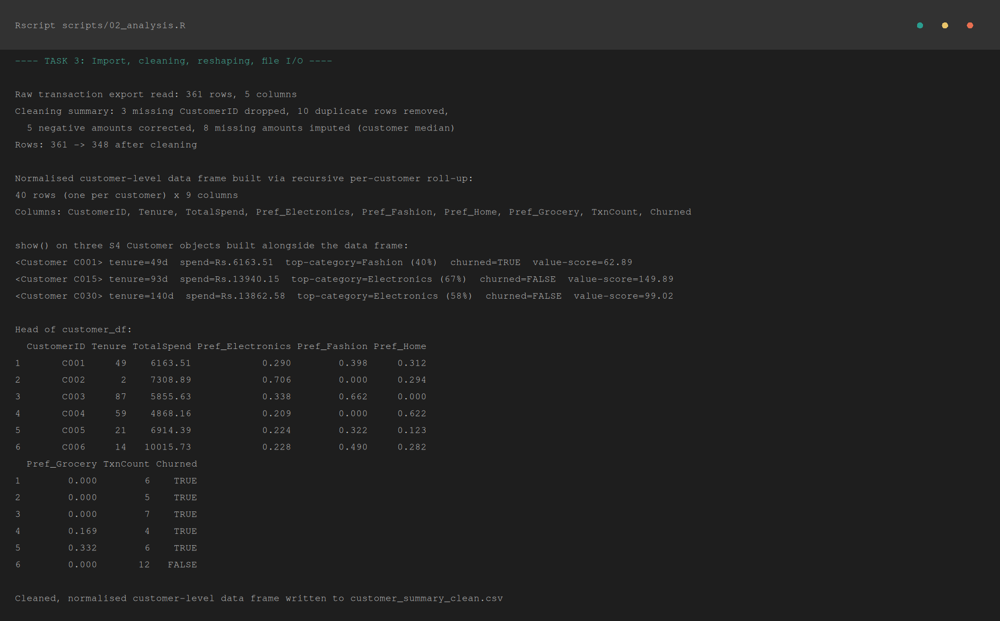 Rscript scripts/02_analysis.R
---- TASK 3: Import, cleaning, reshaping, file I/O ----
Raw transaction export read: 361 rows, 5 columns
Cleaning summary: 3 missing CustomerID dropped, 10 duplicate rows removed,
  5 negative amounts corrected, 8 missing amounts imputed (customer median)
Rows: 361 -> 348 after cleaning
Normalised customer-level data frame built via recursive per-customer roll-up:
40 rows (one per customer) x 9 columns
Columns: CustomerID, Tenure, TotalSpend, Pref_Electronics, Pref_Fashion, Pref_Home, Pref_Grocery, TxnCount, Churned
show() on three S4 Customer objects built alongside the data frame:
<Customer C001> tenure=49d  spend=Rs.6163.51  top-category=Fashion (40%)  churned=TRUE  value-score=62.89
<Customer C015> tenure=93d  spend=Rs.13940.15  top-category=Electronics (67%)  churned=FALSE  value-score=149.89
<Customer C030> tenure=140d  spend=Rs.13862.58  top-category=Electronics (58%)  churned=FALSE  value-score=99.02
Head of customer_df:
  CustomerID Tenure TotalSpend Pref_Electronics Pref_Fashion Pref_Home
1       C001     49    6163.51            0.290        0.398     0.312
2       C002      2    7308.89            0.706        0.000     0.294
3       C003     87    5855.63            0.338        0.662     0.000
4       C004     59    4868.16            0.209        0.000     0.622
5       C005     21    6914.39            0.224        0.322     0.123
6       C006     14   10015.73            0.228        0.490     0.282
  Pref_Grocery TxnCount Churned
1        0.000        6    TRUE
2        0.000        5    TRUE
3        0.000        7    TRUE
4        0.169        4    TRUE
5        0.332        6    TRUE
6        0.000       12   FALSE
Cleaned, normalised customer-level data frame written to customer_summary_clean.csv